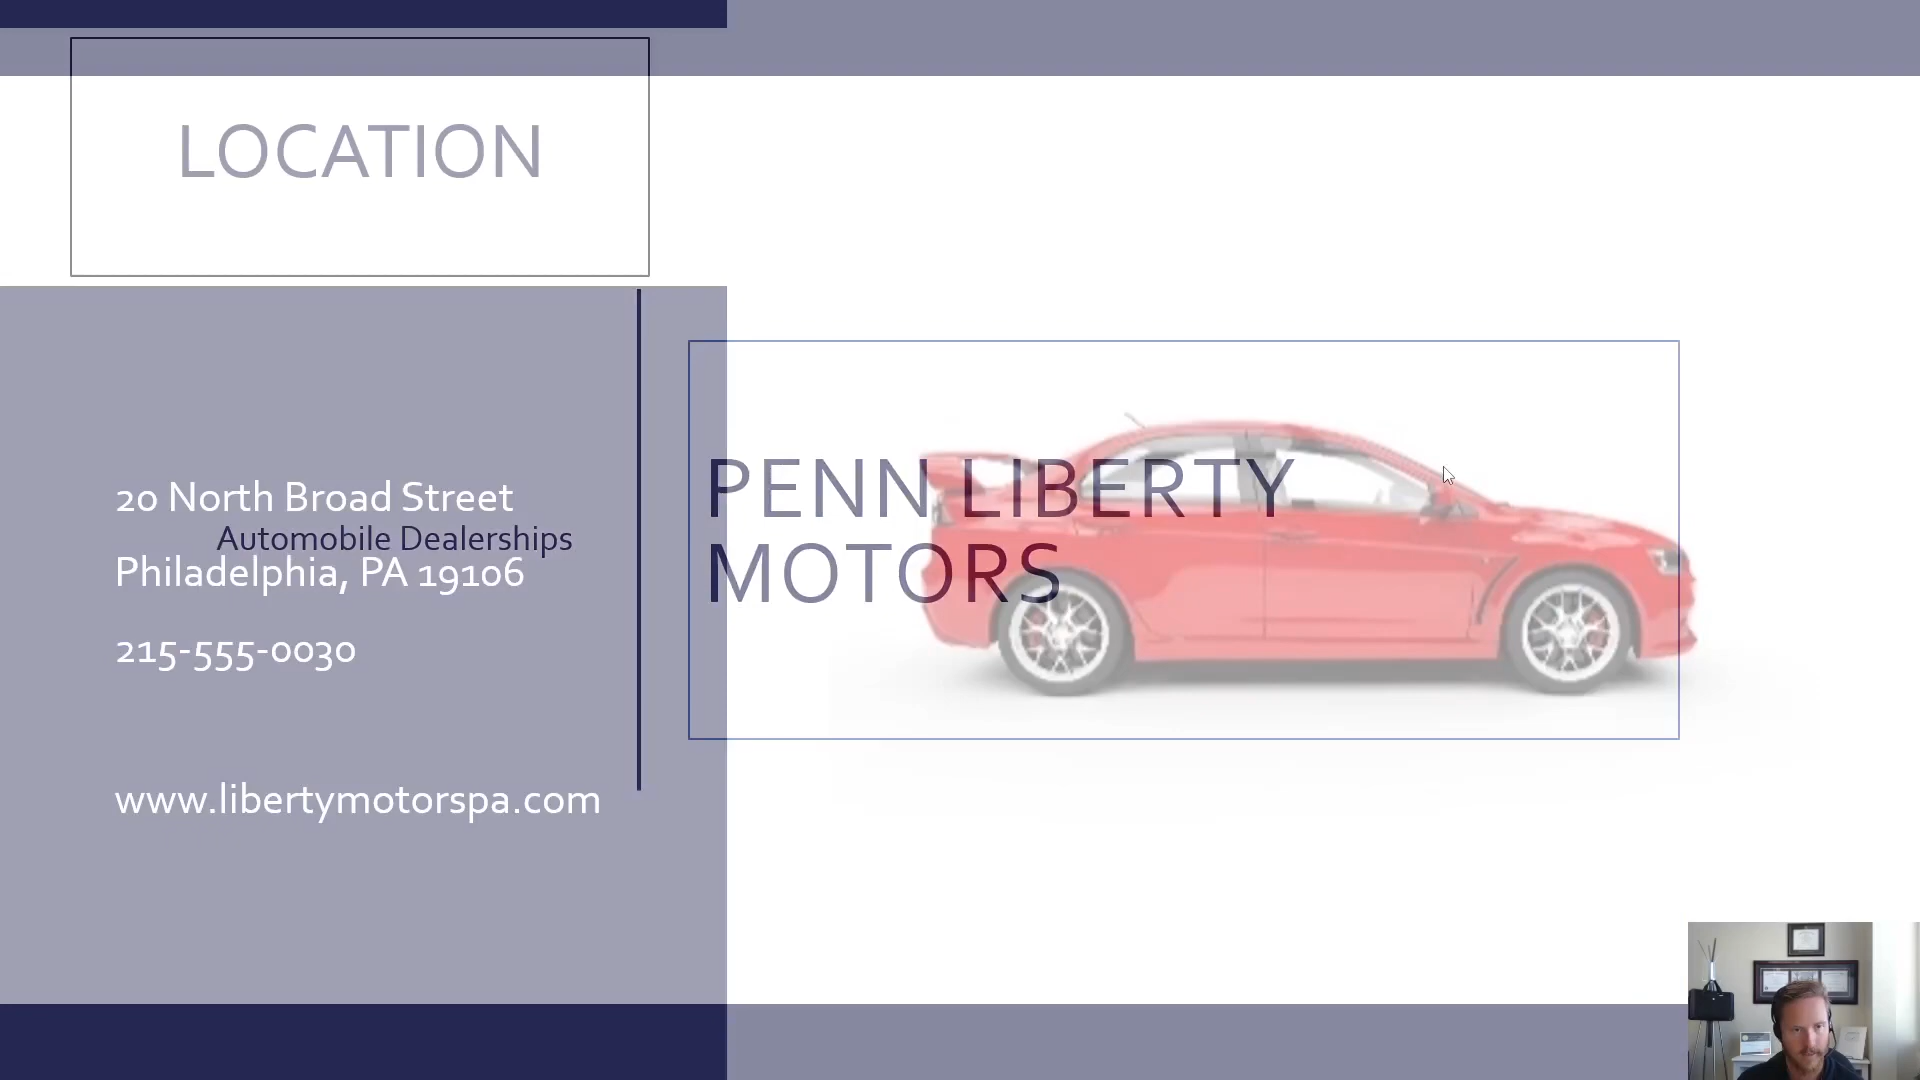 LOCATION
20 North Broad Street
Automobile Dealerships
Philadelphia, PA 19106
215-555-0030
www.libertymotorspa.com
PENN LIBERTY
MOTORS